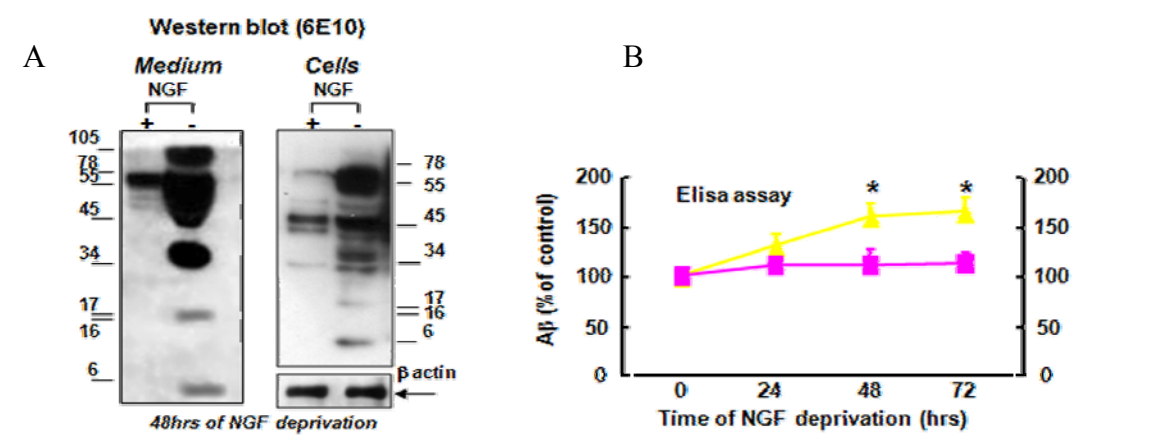 Western blot (6E10)
A
B
Medium
Cells
NGF
NGF
+ -
+ -
105
78
55
45
34
17
16
6
78
55
45
34
17
16
6
β actin
48hrs of NGF deprivation
Elisa assay
* *
Aβ (% of control)
200
150
100
50
0
200
150
100
50
0
0 24 48 72
Time of NGF deprivation (hrs)